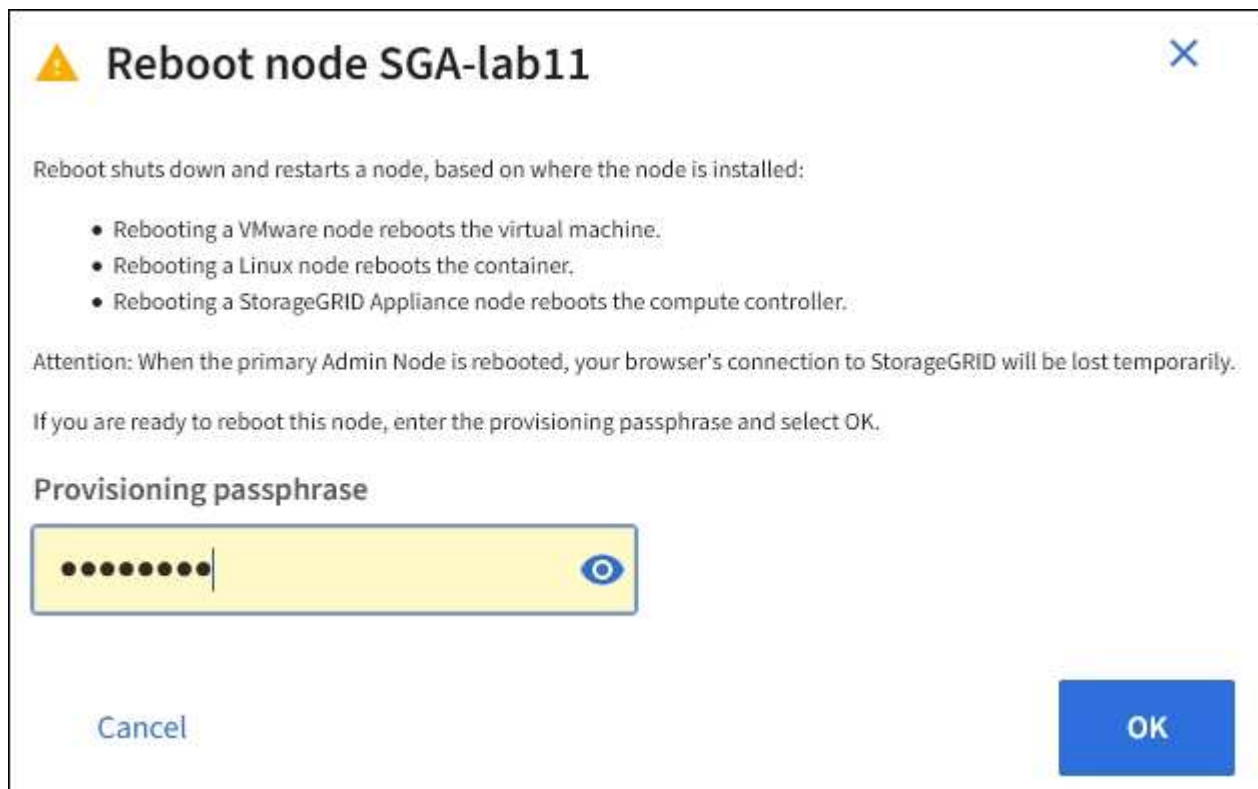 Reboot node SGA-lab11
Reboot shuts down and restarts a node, based on where the node is installed:
• Rebooting a VMware node reboots the virtual machine.
• Rebooting a Linux node reboots the container.
• Rebooting a StorageGRID Appliance node reboots the compute controller.
Attention: When the primary Admin Node is rebooted, your browser's connection to StorageGRID will be lost temporarily.
If you are ready to reboot this node, enter the provisioning passphrase and select OK.
Provisioning passphrase
••••••••
Cancel
OK